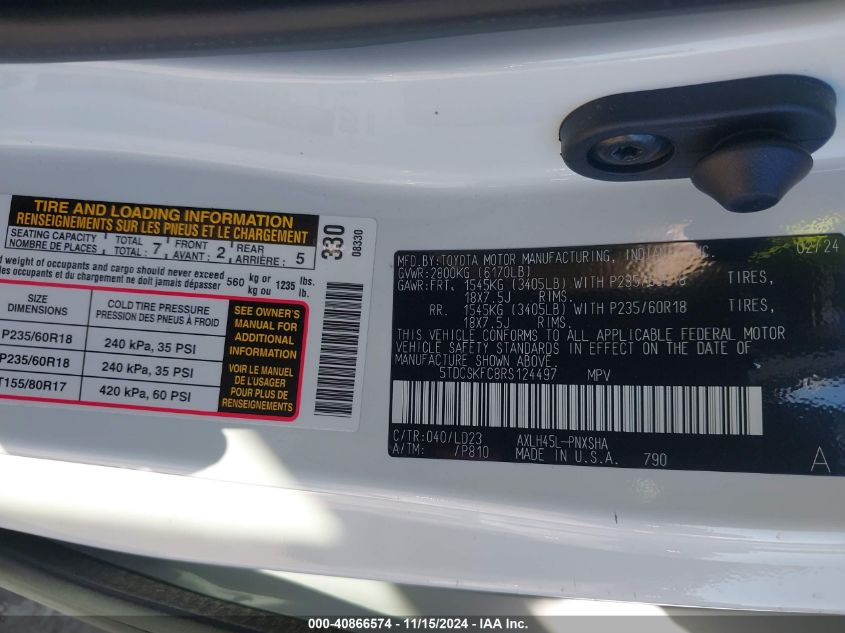 TIRE AND LOADING INFORMATION
RENSEIGNEMENTS SUR LES PNEUS ET LE CHARGEMENT
SEATING CAPACITY
NOMBRE DE PLACES
TOTAL
TOTAL : 7
FRONT
AVANT : 2
REAR
ARRIÈRE : 5
weight of occupants and cargo should never exceed
es occupants et du chargement ne doit jamais dépasser 560 kg or kg ou 1235 lbs. lb.
SIZE
DIMENSIONS
COLD TIRE PRESSURE
PRESSION DES PNEUS À FROID
P235/60R18
240 kPa, 35 PSI
P235/60R18
240 kPa, 35 PSI
T155/80R17
420 kPa, 60 PSI
SEE OWNER'S
MANUAL FOR
ADDITIONAL
INFORMATION
VOIR LE MANUEL
DE L'USAGER
POUR PLUS DE
RENSEIGNEMENTS
330
08330
MFD.BY:TOYOTA MOTOR MANUFACTURING, INDIANA, INC. 02/24
GVWR:2800KG (6170LB)
GAWR:FRT. 1545KG (3405LB) WITH P235/60R18 TIRES,
18X7.5J RIMS.
RR. 1545KG (3405LB) WITH P235/60R18 TIRES,
18X7.5J RIMS.
THIS VEHICLE CONFORMS TO ALL APPLICABLE FEDERAL MOTOR
VEHICLE SAFETY STANDARDS IN EFFECT ON THE DATE OF
MANUFACTURE SHOWN ABOVE.
5TDCSKFC8RS124497 MPV
C/TR:040/LD23 AXLH45L-PNXSHA
A/TM: /P810 MADE IN U.S.A. 790
A
000-40866574 - 11/15/2024 - IAA Inc.